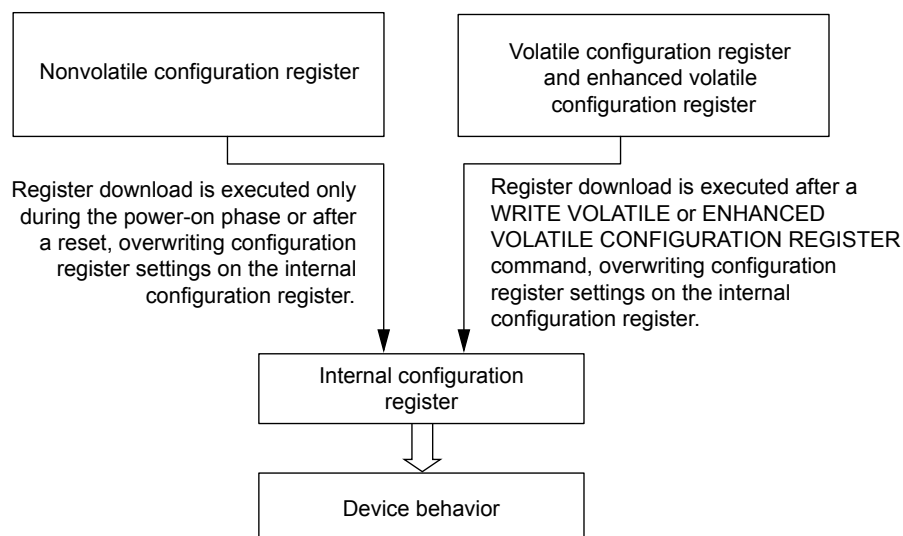 Nonvolatile configuration register
Volatile configuration register
and enhanced volatile
configuration register
Register download is executed only
during the power-on phase or after
a reset, overwriting configuration
register settings on the internal
configuration register.
Register download is executed after a
WRITE VOLATILE or ENHANCED
VOLATILE CONFIGURATION REGISTER
command, overwriting configuration
register settings on the internal
configuration register.
Internal configuration
register
Device behavior